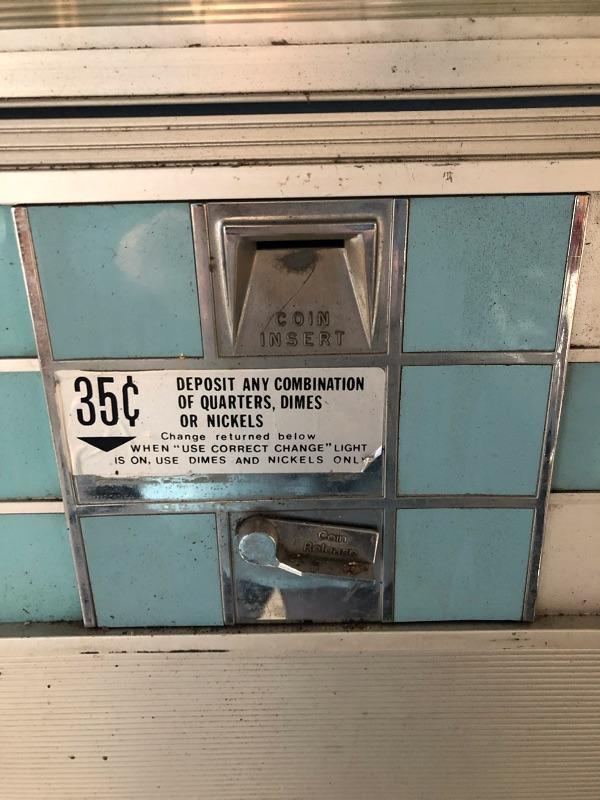 COIN
INSERT
35¢
DEPOSIT ANY COMBINATION
OF QUARTERS, DIMES
OR NICKELS
Change returned below
WHEN "USE CORRECT CHANGE" LIGHT
IS ON, USE DIMES AND NICKELS ONLY
Coin
Release